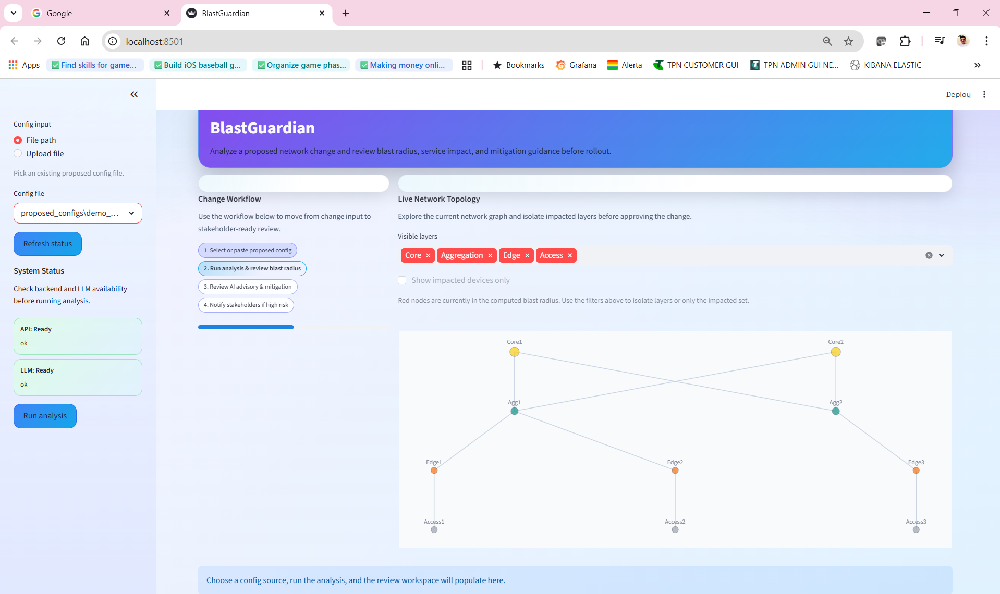 Google
BlastGuardian
localhost:8501
Apps
Find skills for game...
Build iOS baseball g...
Organize game phas...
Making money onli...
Bookmarks
Grafana
Alerta
TPN CUSTOMER GUI
TPN ADMIN GUI NE...
KIBANA ELASTIC
Deploy
Config input
File path
Upload file
Pick an existing proposed config file.
Config file
proposed_configs\demo_...
Refresh status
System Status
Check backend and LLM availability
before running analysis.
API: Ready
ok
LLM: Ready
ok
Run analysis
BlastGuardian
Analyze a proposed network change and review blast radius, service impact, and mitigation guidance before rollout.
Change Workflow
Use the workflow below to move from change input to
stakeholder-ready review.
1. Select or paste proposed config
2. Run analysis & review blast radius
3. Review AI advisory & mitigation
4. Notify stakeholders if high risk
Live Network Topology
Explore the current network graph and isolate impacted layers before approving the change.
Visible layers
Core
Aggregation
Edge
Access
Show impacted devices only
Red nodes are currently in the computed blast radius. Use the filters above to isolate layers or only the impacted set.
Core1
Core2
Agg1
Agg2
Edge1
Edge2
Edge3
Access1
Access2
Access3
Choose a config source, run the analysis, and the review workspace will populate here.